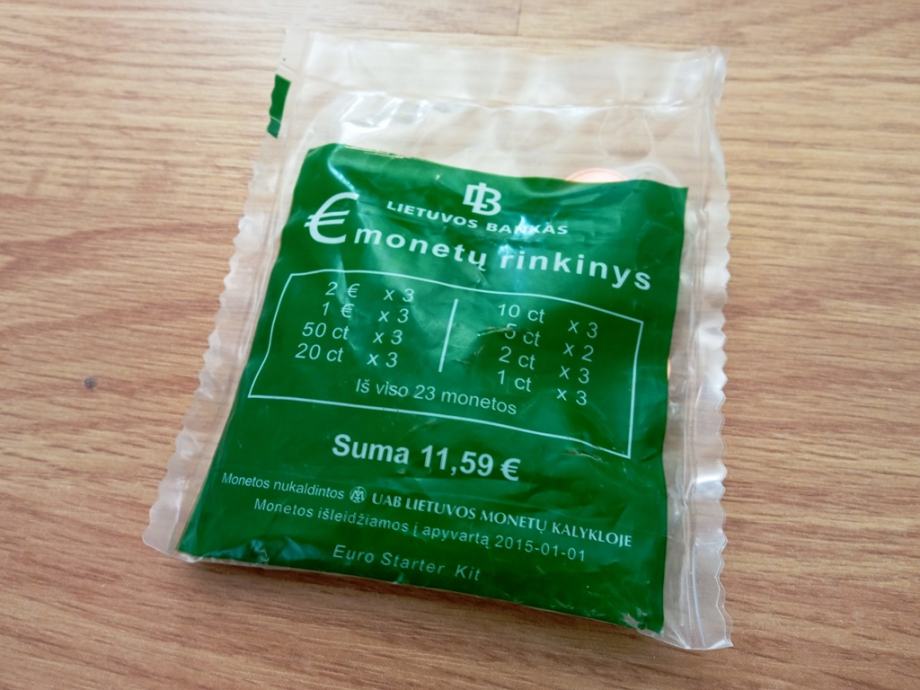 LB
LIETUVOS BANKAS
€ monetų rinkinys
2 € x 3
1 € x 3
50 ct x 3
20 ct x 3
10 ct x 3
5 ct x 2
2 ct x 3
1 ct x 3
Iš viso 23 monetos
Suma 11,59 €
Monetos nukaldintos UAB LIETUVOS MONETŲ KALYKLOJE
Monetos išleidžiamos į apyvartą 2015-01-01
Euro Starter Kit